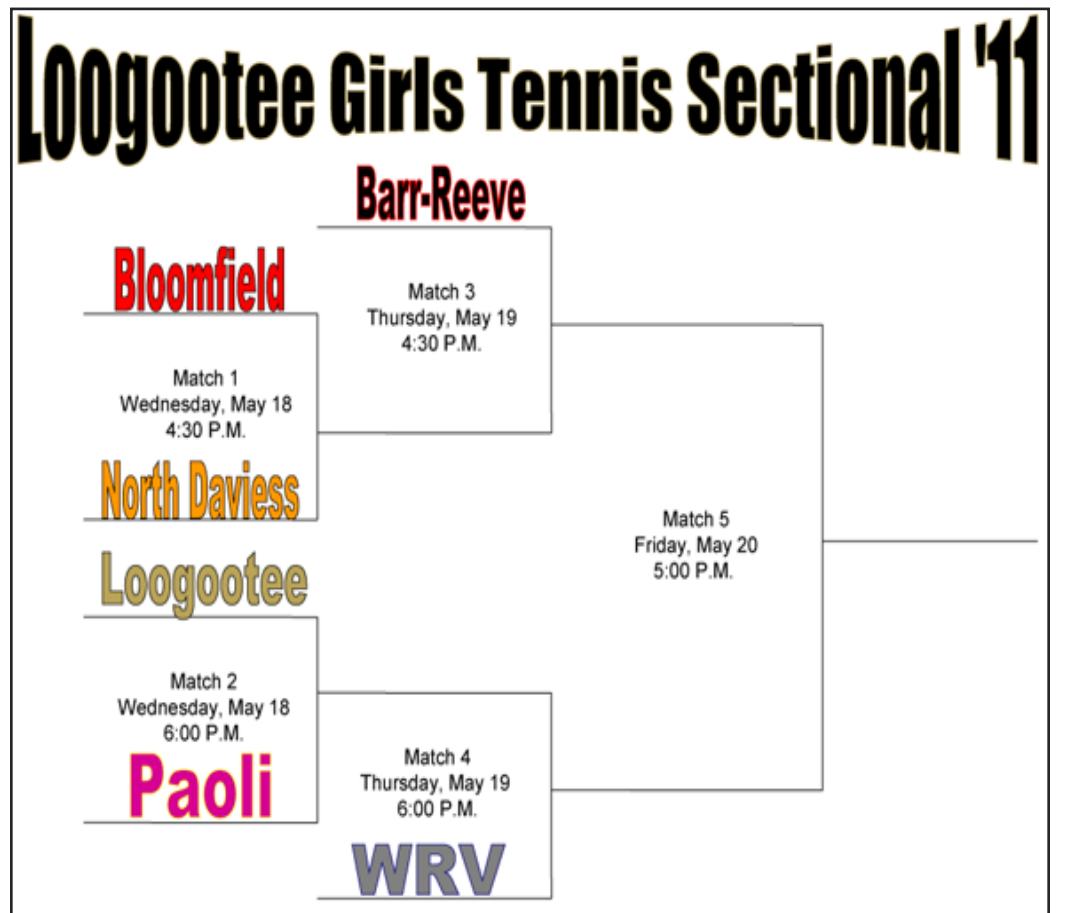 Loogootee Girls Tennis Sectional '11
Barr-Reeve
Bloomfield
Match 3
Thursday, May 19
4:30 P.M.
Match 1
Wednesday, May 18
4:30 P.M.
North Daviess
Match 5
Friday, May 20
5:00 P.M.
Loogootee
Match 2
Wednesday, May 18
6:00 P.M.
Paoli
Match 4
Thursday, May 19
6:00 P.M.
WRV